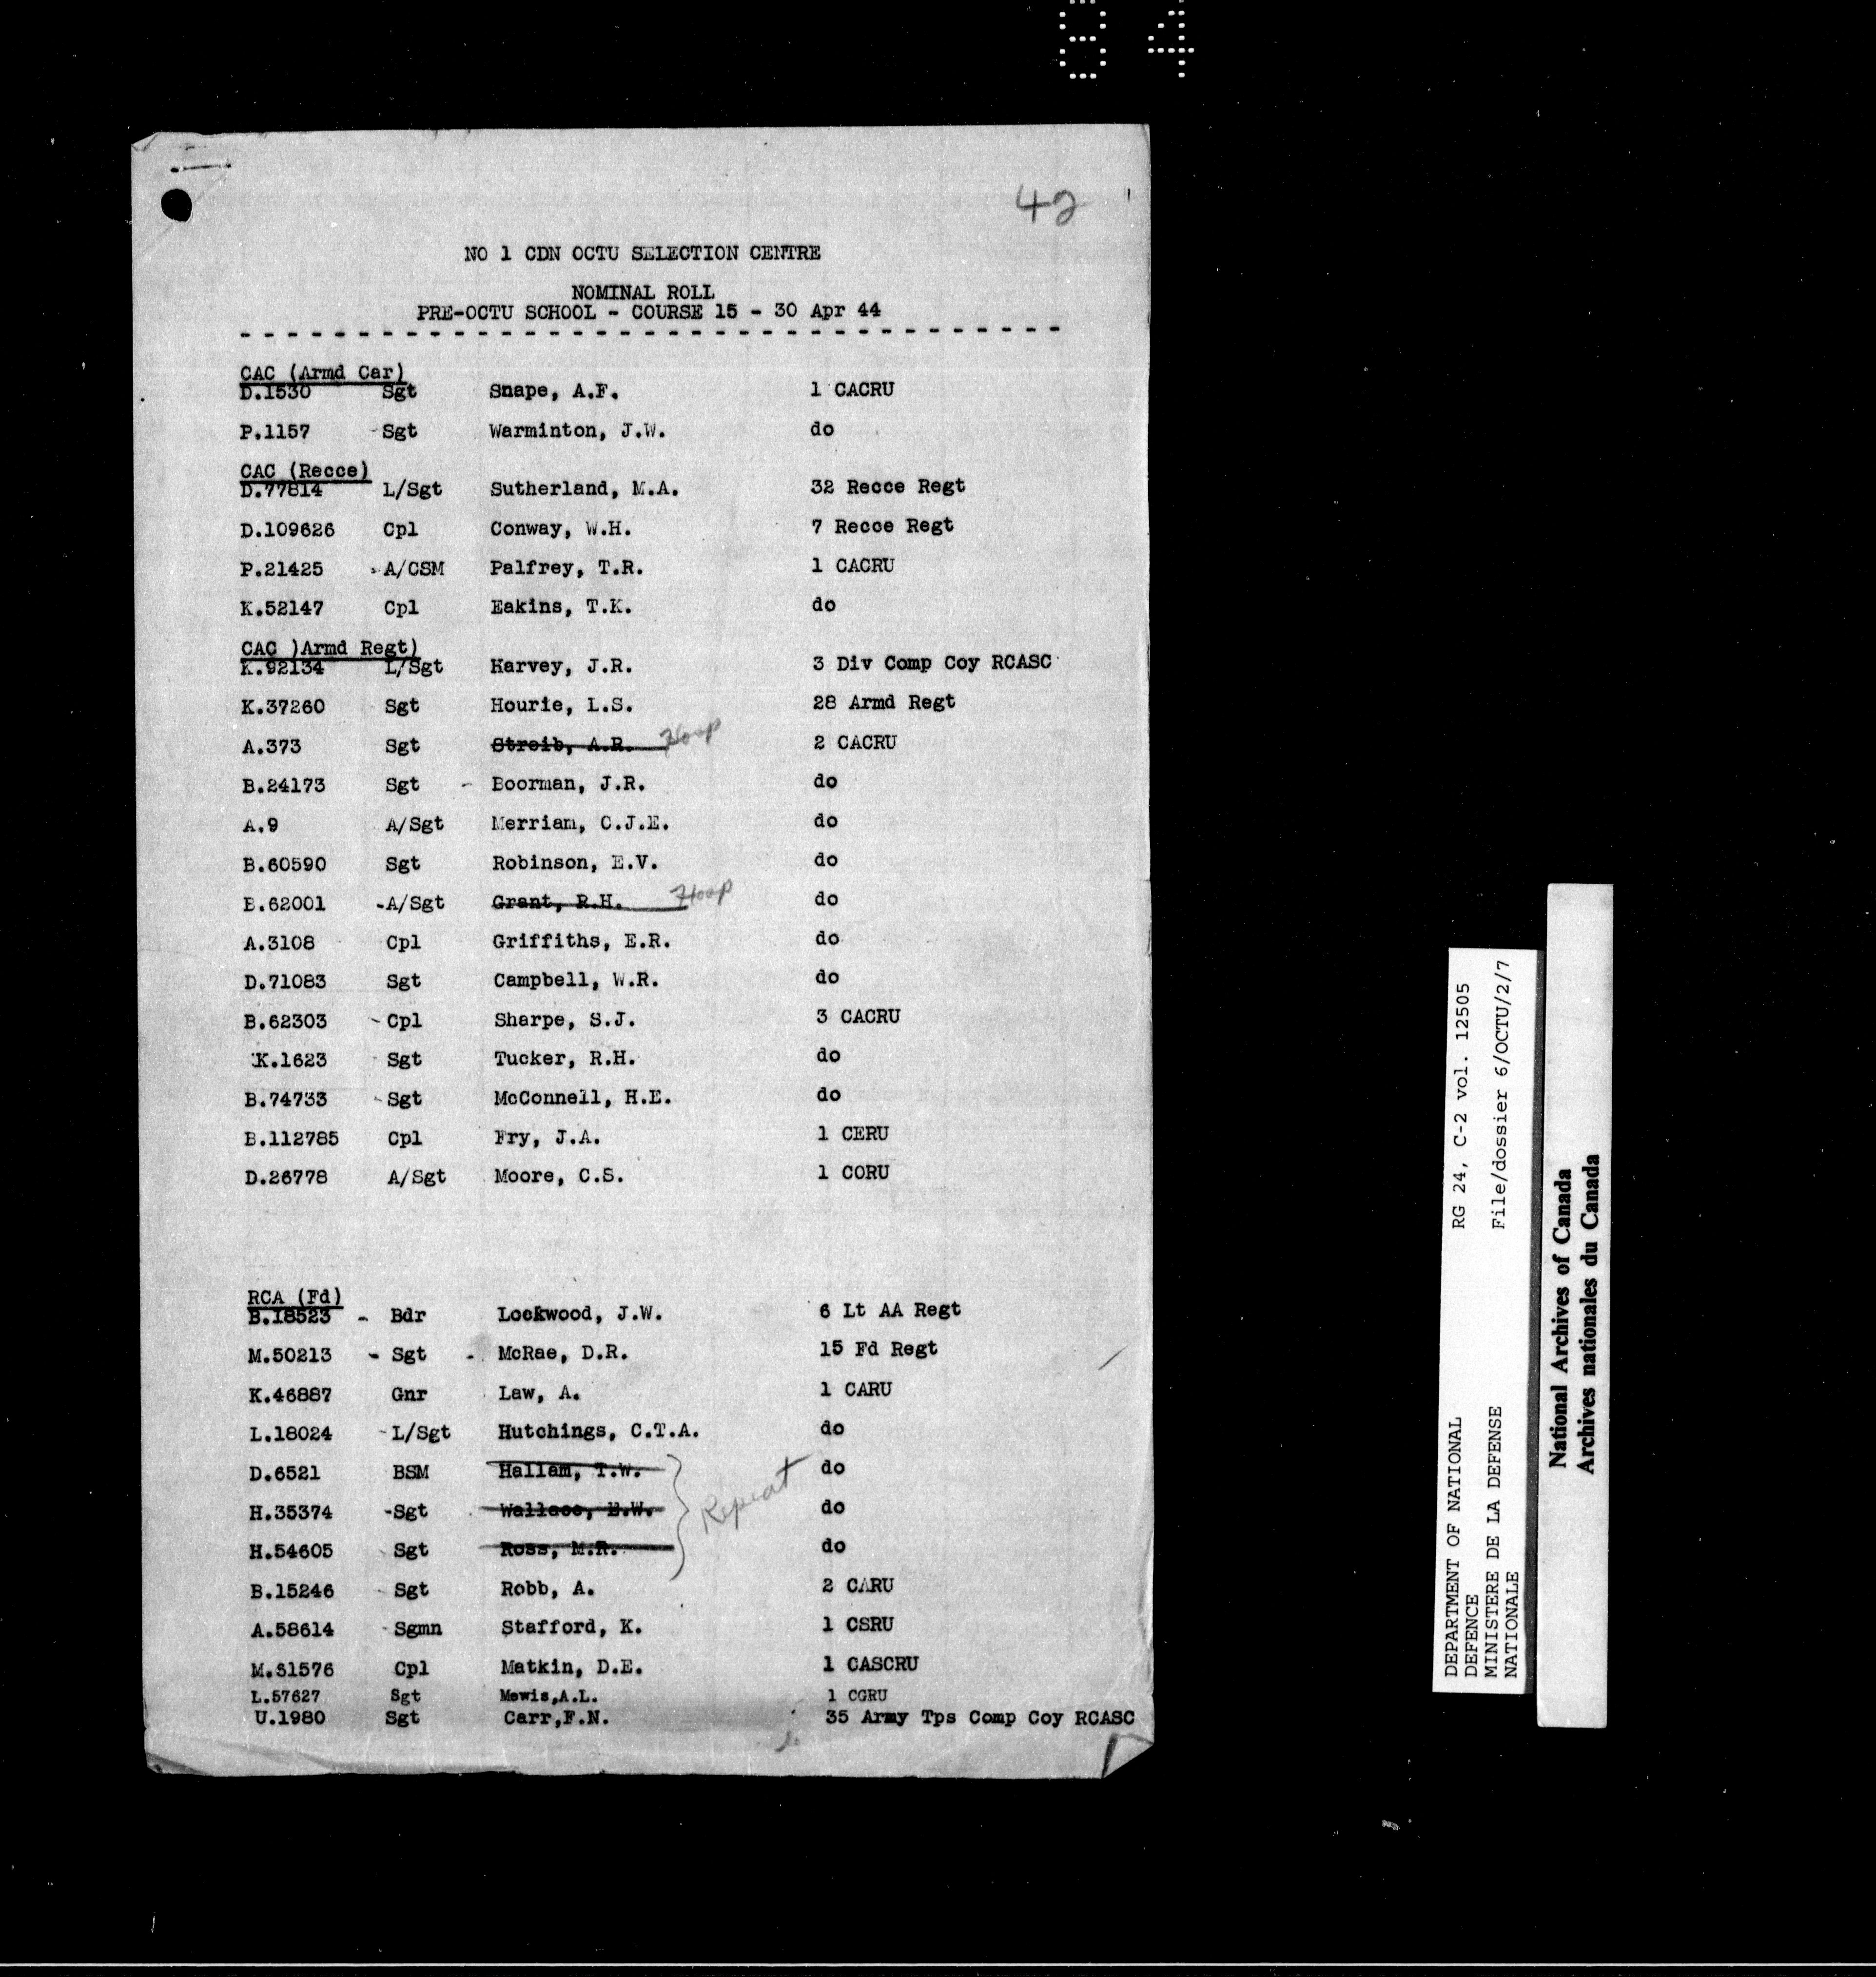 84
42
NO 1 CDN OCTU SELECTION CENTRE
NOMINAL ROLL
PRE-OCTU SCHOOL - COURSE 15 - 30 Apr 44
- - - - - - - - - - - - - - - - - - - - - - - - - - - - - - -
CAC (Armd Car)
D.1530 Sgt Snape, A.F. 1 CACRU
P.1157 Sgt Warminton, J.W. do
CAC (Recce)
D.77814 L/Sgt Sutherland, M.A. 32 Recce Regt
D.109626 Cpl Conway, W.H. 7 Recce Regt
P.21425 A/CSM Palfrey, T.R. 1 CACRU
K.52147 Cpl Eakins, T.K. do
CAC )Armd Regt)
K.92134 L/Sgt Harvey, J.R. 3 Div Comp Coy RCASC
K.37260 Sgt Hourie, L.S. 28 Armd Regt
A.373 Sgt Streib, A.R. Hosp 2 CACRU
B.24173 Sgt - Boorman, J.R. do
A.9 A/Sgt Merriam, C.J.E. do
B.60590 Sgt Robinson, E.V. do
B.62001 -A/Sgt Grant, R.H. Hosp do
A.3108 Cpl Griffiths, E.R. do
D.71083 Sgt Campbell, W.R. do
B.62303 - Cpl Sharpe, S.J. 3 CACRU
K.1623 Sgt Tucker, R.H. do
B.74733 - Sgt McConnell, H.E. do
B.112785 Cpl Fry, J.A. 1 CERU
D.26778 A/Sgt Moore, C.S. 1 CORU
RCA (Fd)
B.18523 - Bdr Lockwood, J.W. 6 Lt AA Regt
M.50213 - Sgt McRae, D.R. 15 Fd Regt
K.46887 Gnr Law, A. 1 CARU
L.18024 - L/Sgt Hutchings, C.T.A. do
D.6521 BSM Hallam, T.W. do
H.35374 -Sgt Wallace, E.W. } Repeat do
H.54605 Sgt Ross, M.R. do
B.15246 Sgt Robb, A. 2 CARU
A.58614 Sgmn Stafford, K. 1 CSRU
M.31576 Cpl Matkin, D.E. 1 CASCRU
L.57627 Sgt Mewis,A.L. 1 CGRU
U.1980 Sgt Carr,F.N. 35 Army Tps Comp Coy RCASC
DEPARTMENT OF NATIONAL RG 24, C-2 vol. 12505
DEFENCE
MINISTERE DE LA DEFENSE File/dossier 6/OCTU/2/7
NATIONALE
National Archives of Canada
Archives nationales du Canada